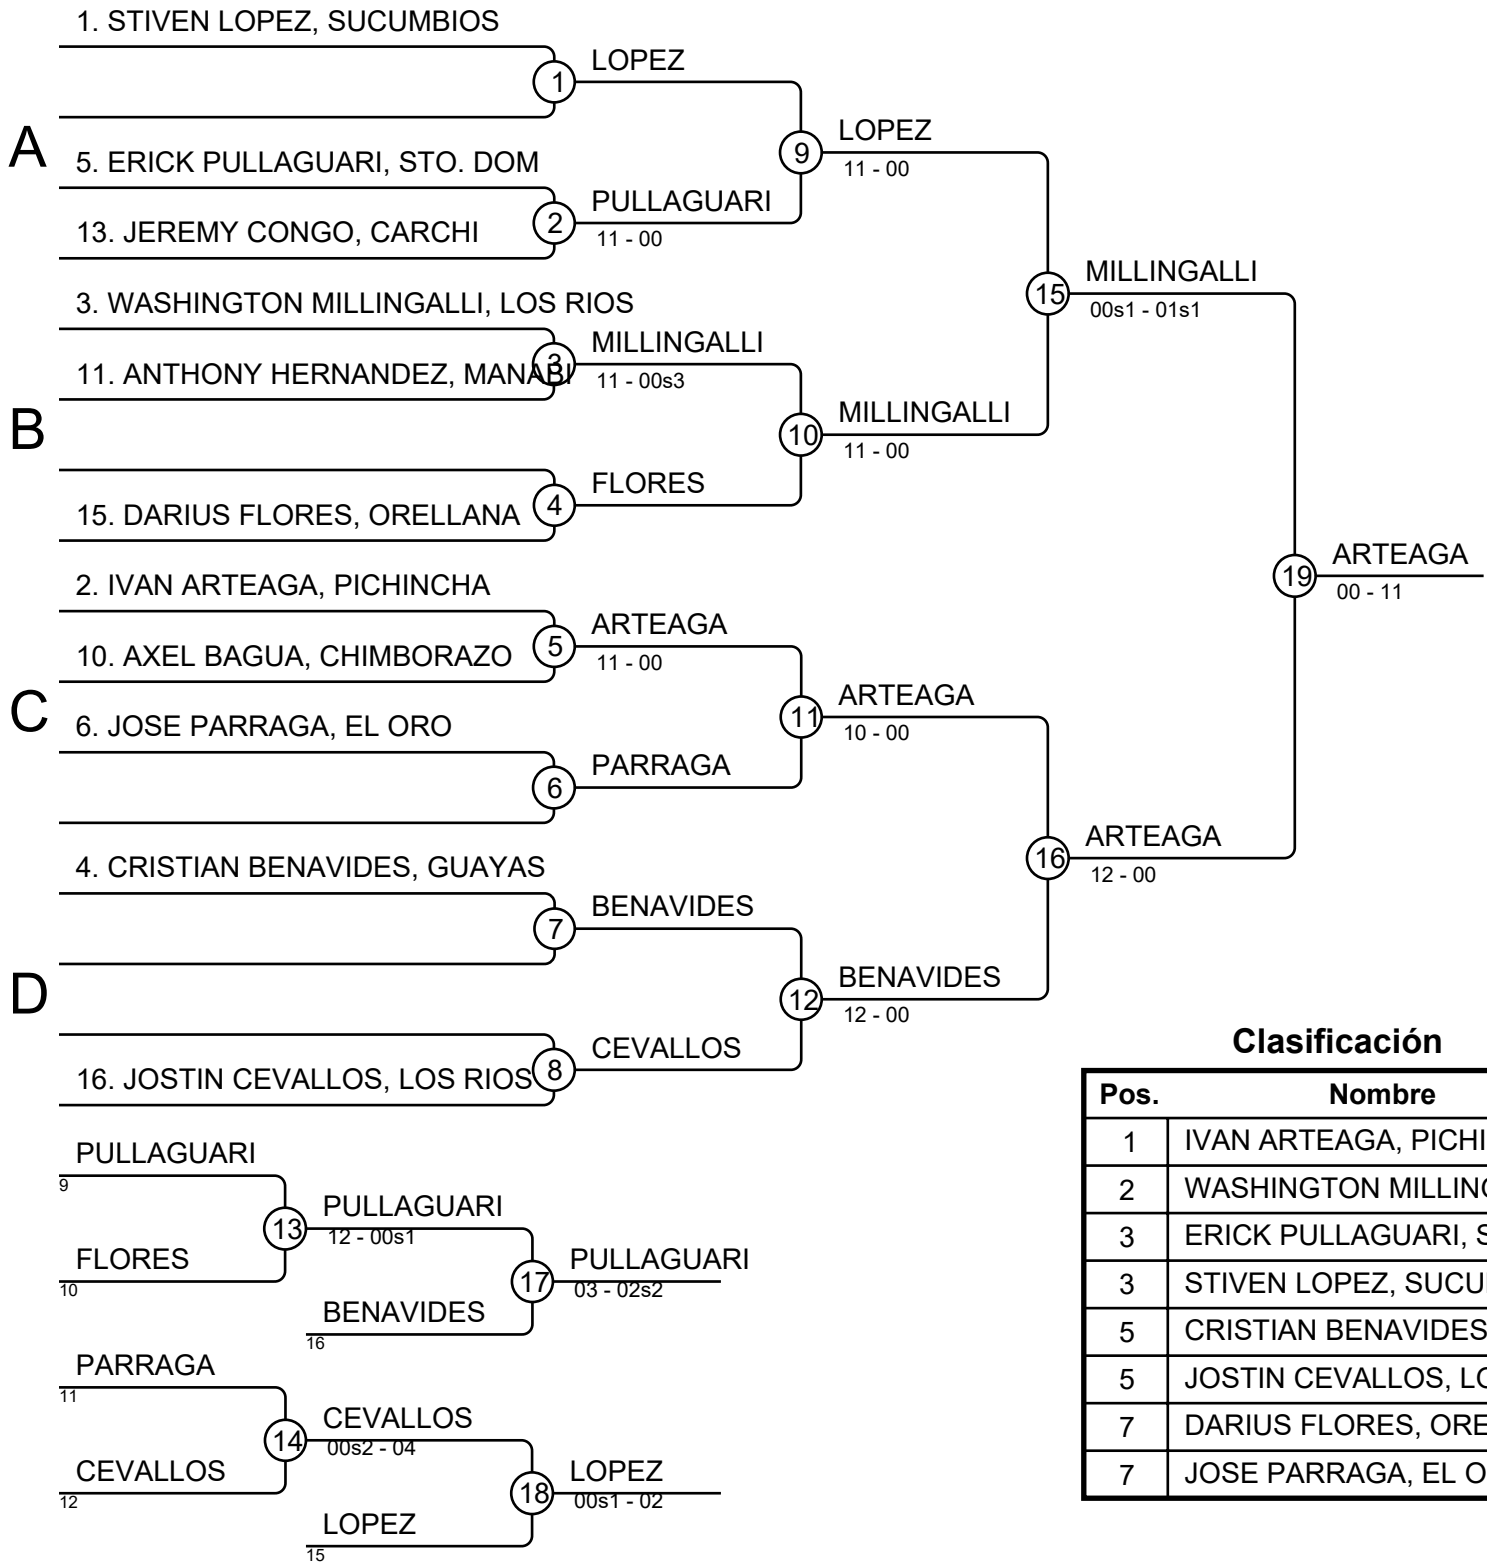 1. STIVEN LOPEZ, SUCUMBIOS
1
LOPEZ
A
5. ERICK PULLAGUARI, STO. DOM
13. JEREMY CONGO, CARCHI
2
PULLAGUARI
11 - 00
9
LOPEZ
11 - 00
3. WASHINGTON MILLINGALLI, LOS RIOS
11. ANTHONY HERNANDEZ, MANABI
3
MILLINGALLI
11 - 00s3
B
15. DARIUS FLORES, ORELLANA
4
FLORES
10
MILLINGALLI
11 - 00
15
MILLINGALLI
00s1 - 01s1
2. IVAN ARTEAGA, PICHINCHA
10. AXEL BAGUA, CHIMBORAZO
5
ARTEAGA
11 - 00
C
6. JOSE PARRAGA, EL ORO
6
PARRAGA
11
ARTEAGA
10 - 00
4. CRISTIAN BENAVIDES, GUAYAS
7
BENAVIDES
D
16. JOSTIN CEVALLOS, LOS RIOS
8
CEVALLOS
12
BENAVIDES
12 - 00
16
ARTEAGA
12 - 00
19
ARTEAGA
00 - 11
PULLAGUARI
9
FLORES
10
13
PULLAGUARI
12 - 00s1
BENAVIDES
16
17
PULLAGUARI
03 - 02s2
PARRAGA
11
CEVALLOS
12
14
CEVALLOS
00s2 - 04
LOPEZ
15
18
LOPEZ
00s1 - 02
Clasificación
Pos. Nombre
1 IVAN ARTEAGA, PICHI
2 WASHINGTON MILLING
3 ERICK PULLAGUARI, S
3 STIVEN LOPEZ, SUCU
5 CRISTIAN BENAVIDES
5 JOSTIN CEVALLOS, LO
7 DARIUS FLORES, ORE
7 JOSE PARRAGA, EL O